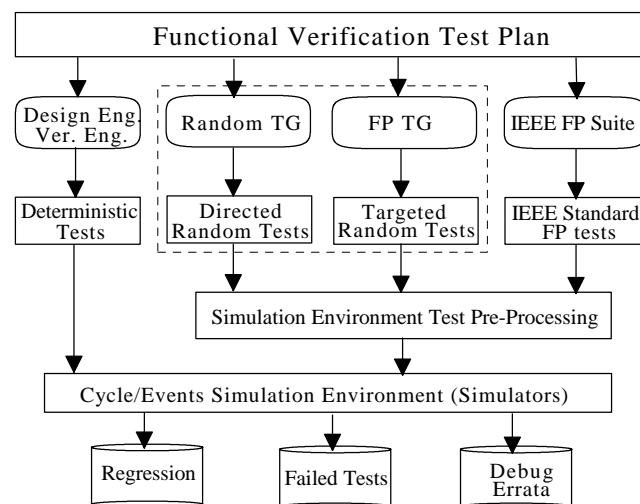 Functional Verification Test Plan
Design Eng.
Ver. Eng.
Random TG
FP TG
IEEE FP Suite
Deterministic
Tests
Directed
Random Tests
Targeted
Random Tests
IEEE Standard
FP tests
Simulation Environment Test Pre-Processing
Cycle/Events Simulation Environment (Simulators)
Regression
Failed Tests
Debug
Errata